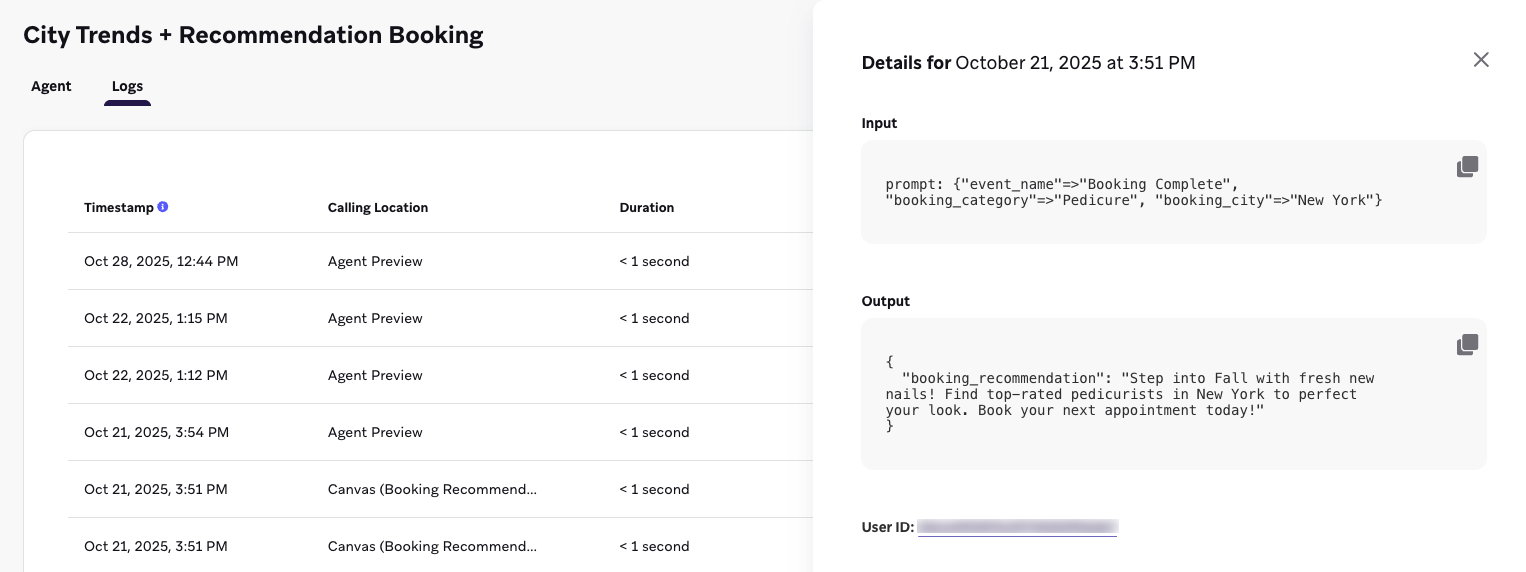 City Trends + Recommendation Booking
Agent Logs
Timestamp Calling Location Duration
Oct 28, 2025, 12:44 PM Agent Preview < 1 second
Oct 22, 2025, 1:15 PM Agent Preview < 1 second
Oct 22, 2025, 1:12 PM Agent Preview < 1 second
Oct 21, 2025, 3:54 PM Agent Preview < 1 second
Oct 21, 2025, 3:51 PM Canvas (Booking Recommend... < 1 second
Oct 21, 2025, 3:51 PM Canvas (Booking Recommend... < 1 second
Details for October 21, 2025 at 3:51 PM
Input
prompt: {"event_name"=>"Booking Complete",
"booking_category"=>"Pedicure", "booking_city"=>"New York"}
Output
{
"booking_recommendation": "Step into Fall with fresh new
nails! Find top-rated pedicurists in New York to perfect
your look. Book your next appointment today!"
}
User ID: